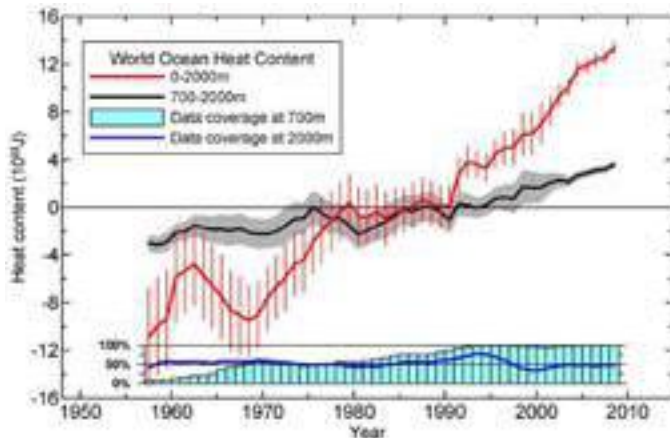 World Ocean Heat Content
0-2000m
700-2000m
Data coverage at 700m
Data coverage at 2000m
16
12
8
4
0
-4
-8
-12
-16
Heat content (10²²J)
100%
50%
0%
1950
1960
1970
1980
1990
2000
2010
Year